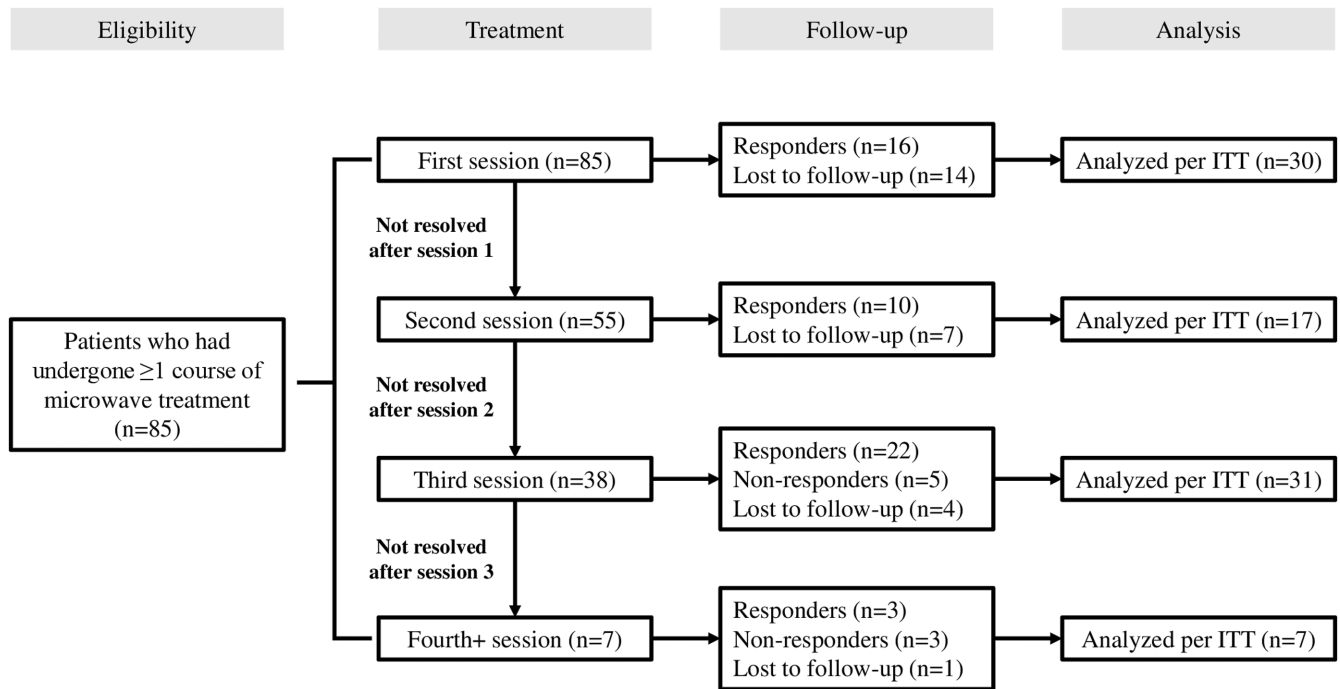 Eligibility
Treatment
Follow-up
Analysis
First session (n=85)
Responders (n=16)
Lost to follow-up (n=14)
Analyzed per ITT (n=30)
Not resolved
after session 1
Patients who had
undergone ≥1 course of
microwave treatment
(n=85)
Second session (n=55)
Responders (n=10)
Lost to follow-up (n=7)
Analyzed per ITT (n=17)
Not resolved
after session 2
Third session (n=38)
Responders (n=22)
Non-responders (n=5)
Lost to follow-up (n=4)
Analyzed per ITT (n=31)
Not resolved
after session 3
Fourth+ session (n=7)
Responders (n=3)
Non-responders (n=3)
Lost to follow-up (n=1)
Analyzed per ITT (n=7)